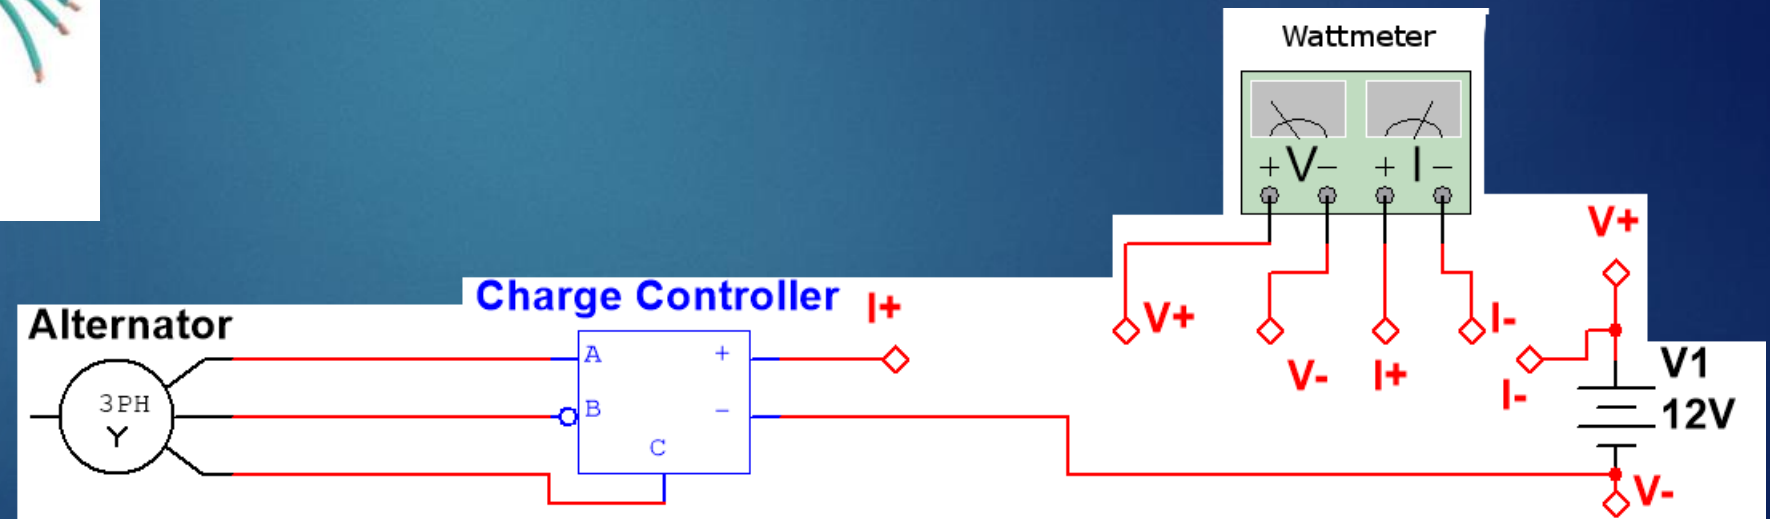 Wattmeter
+ V – + I –
V+
Charge Controller
I+
Alternator
V+
I-
V-
I+
A
+
3PH
Y
B
–
C
I-
V1
12V
V-